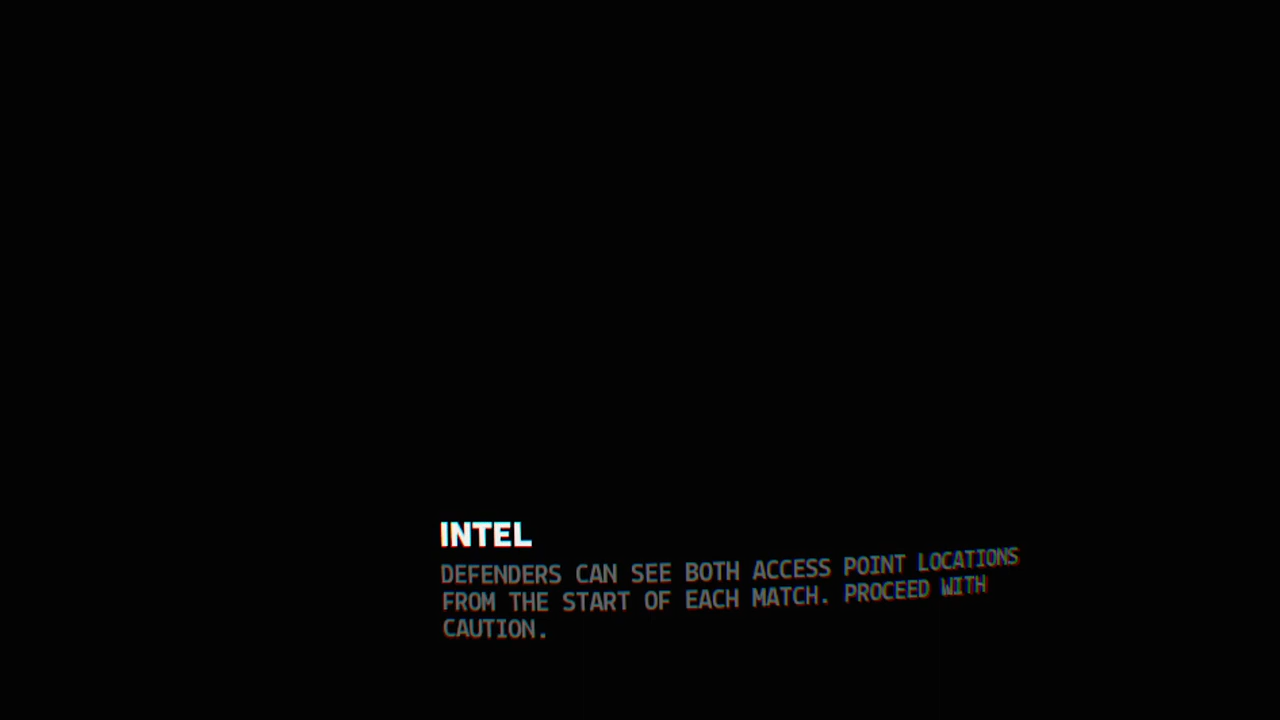 INTEL
DEFENDERS CAN SEE BOTH ACCESS POINT LOCATIONS
FROM THE START OF EACH MATCH. PROCEED WITH
CAUTION.